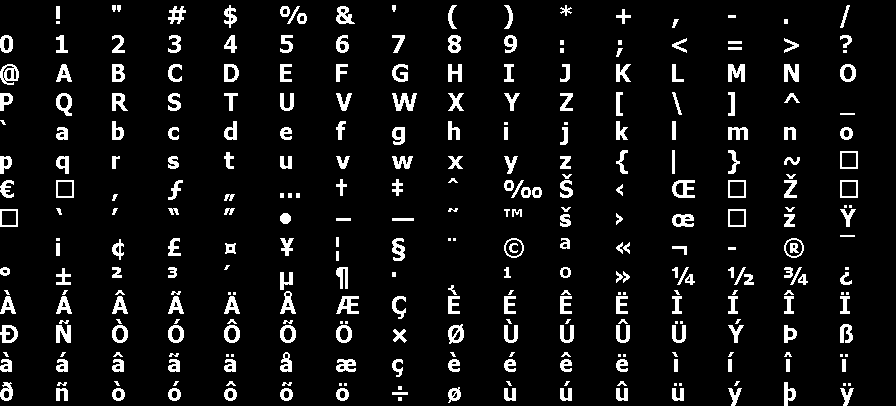 ! " # $ % & ' ( ) * + , - . /
0 1 2 3 4 5 6 7 8 9 : ; < = > ?
@ A B C D E F G H I J K L M N O
P Q R S T U V W X Y Z [ \ ] ^ _
` a b c d e f g h i j k l m n o
p q r s t u v w x y z { | } ~ □
€ □ ‚ ƒ „ … † ‡ ˆ ‰ Š ‹ Œ □ Ž □
□ ‘ ’ “ ” • – — ˜ ™ š › œ □ ž Ÿ
¡ ¢ £ ¤ ¥ ¦ § ¨ © ª « ¬ - ® ¯
° ± ² ³ ´ µ ¶ · ¸ ¹ º » ¼ ½ ¾ ¿
À Á Â Ã Ä Å Æ Ç È É Ê Ë Ì Í Î Ï
Ð Ñ Ò Ó Ô Õ Ö × Ø Ù Ú Û Ü Ý Þ ß
à á â ã ä å æ ç è é ê ë ì í î ï
ð ñ ò ó ô õ ö ÷ ø ù ú û ü ý þ ÿ